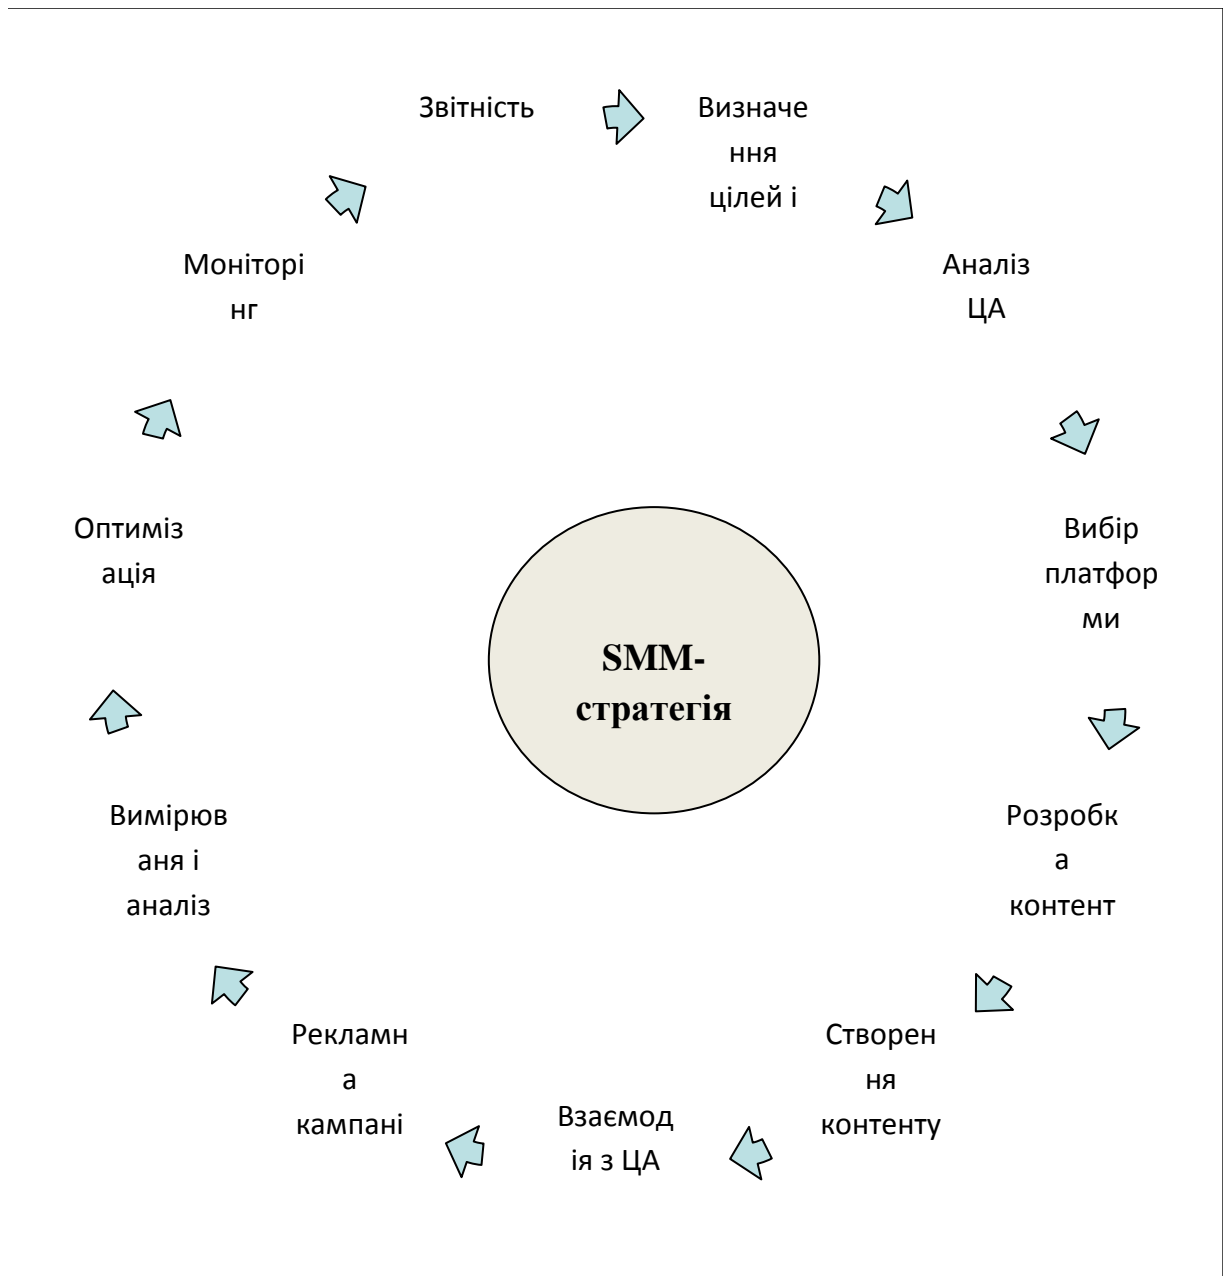 Звітність
Визначе
ння
цілей і
Аналіз
ЦА
Вибір
платфор
ми
Розробк
а
контент
Створен
ня
контенту
Взаємод
ія з ЦА
Рекламн
а
кампані
Вимірюв
аня і
аналіз
Оптиміз
ація
Моніторі
нг
SMM-
стратегія